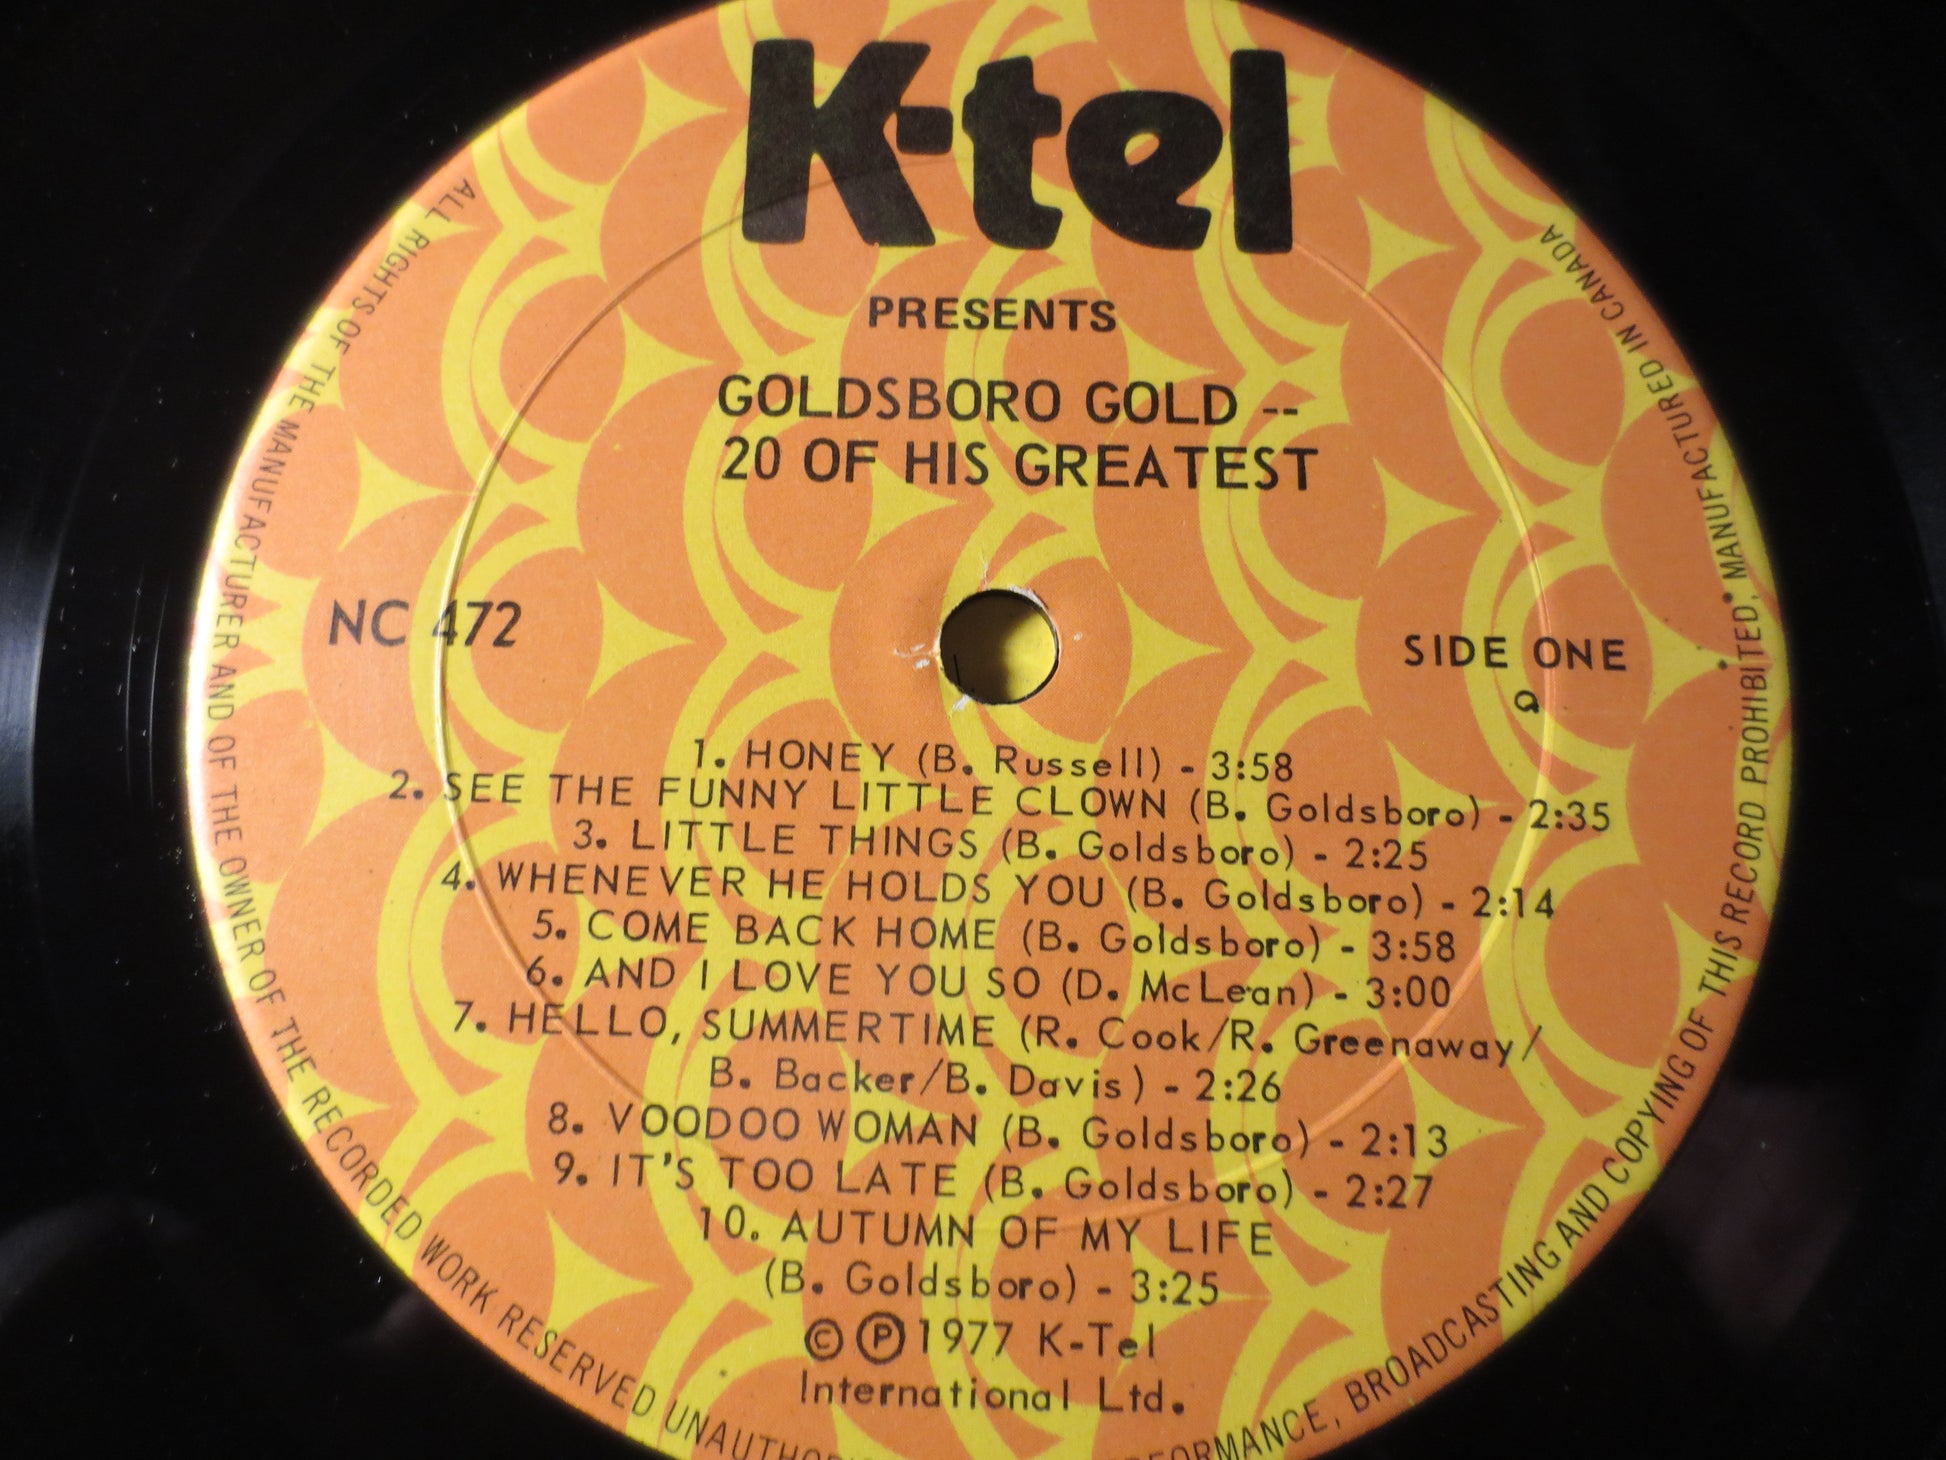 K-tel
PRESENTS
GOLDSBORO GOLD --
20 OF HIS GREATEST
NC 472
SIDE ONE
1. HONEY (B. Russell) - 3:58
2. SEE THE FUNNY LITTLE CLOWN (B. Goldsboro) - 2:35
3. LITTLE THINGS (B. Goldsboro) - 2:25
4. WHENEVER HE HOLDS YOU (B. Goldsboro) - 2:14
5. COME BACK HOME (B. Goldsboro) - 3:58
6. AND I LOVE YOU SO (D. McLean) - 3:00
7. HELLO, SUMMERTIME (R. Cook/R. Greenaway/
B. Backer/B. Davis) - 2:26
8. VOODOO WOMAN (B. Goldsboro) - 2:13
9. IT'S TOO LATE (B. Goldsboro) - 2:27
10. AUTUMN OF MY LIFE
(B. Goldsboro) - 3:25
© ℗ 1977 K-Tel
International Ltd.
ALL RIGHTS OF THE MANUFACTURER AND OF THE OWNER OF THE RECORDED WORK RESERVED BROADCASTING AND COPYING OF THIS RECORD PROHIBITED. MANUFACTURED IN CANADA